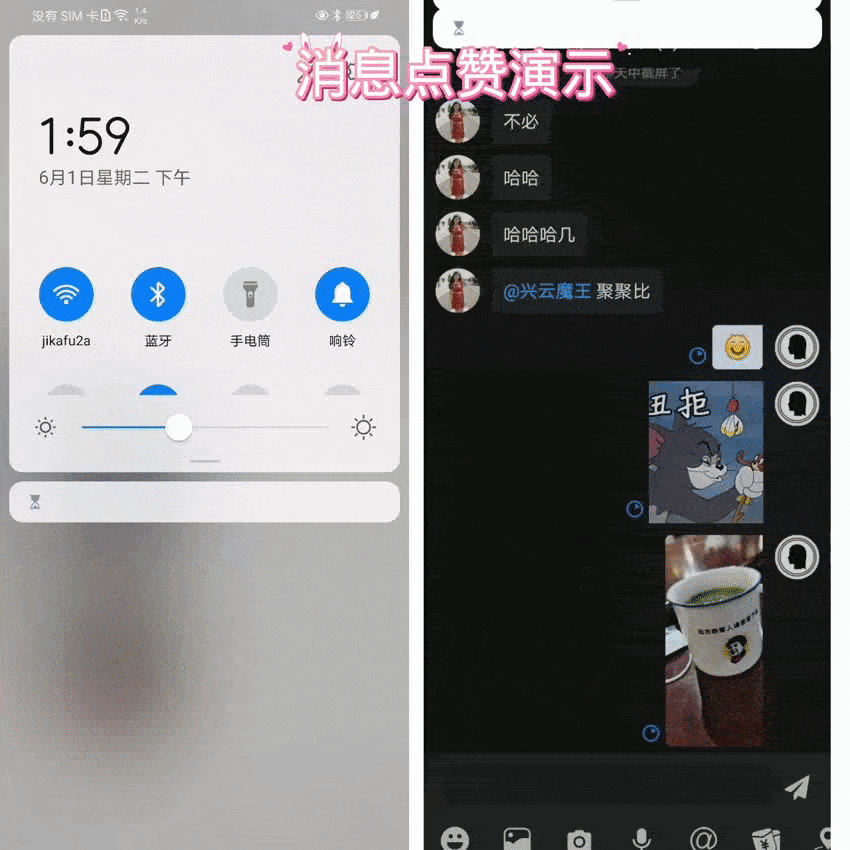 没有 SIM 卡
1.4
K/s
消息点赞演示
1:59
6月1日星期二 下午
jikafu2a
蓝牙
手电筒
响铃
天中截屏了
不必
哈哈
哈哈哈几
@兴云魔王 聚聚比
丑拒